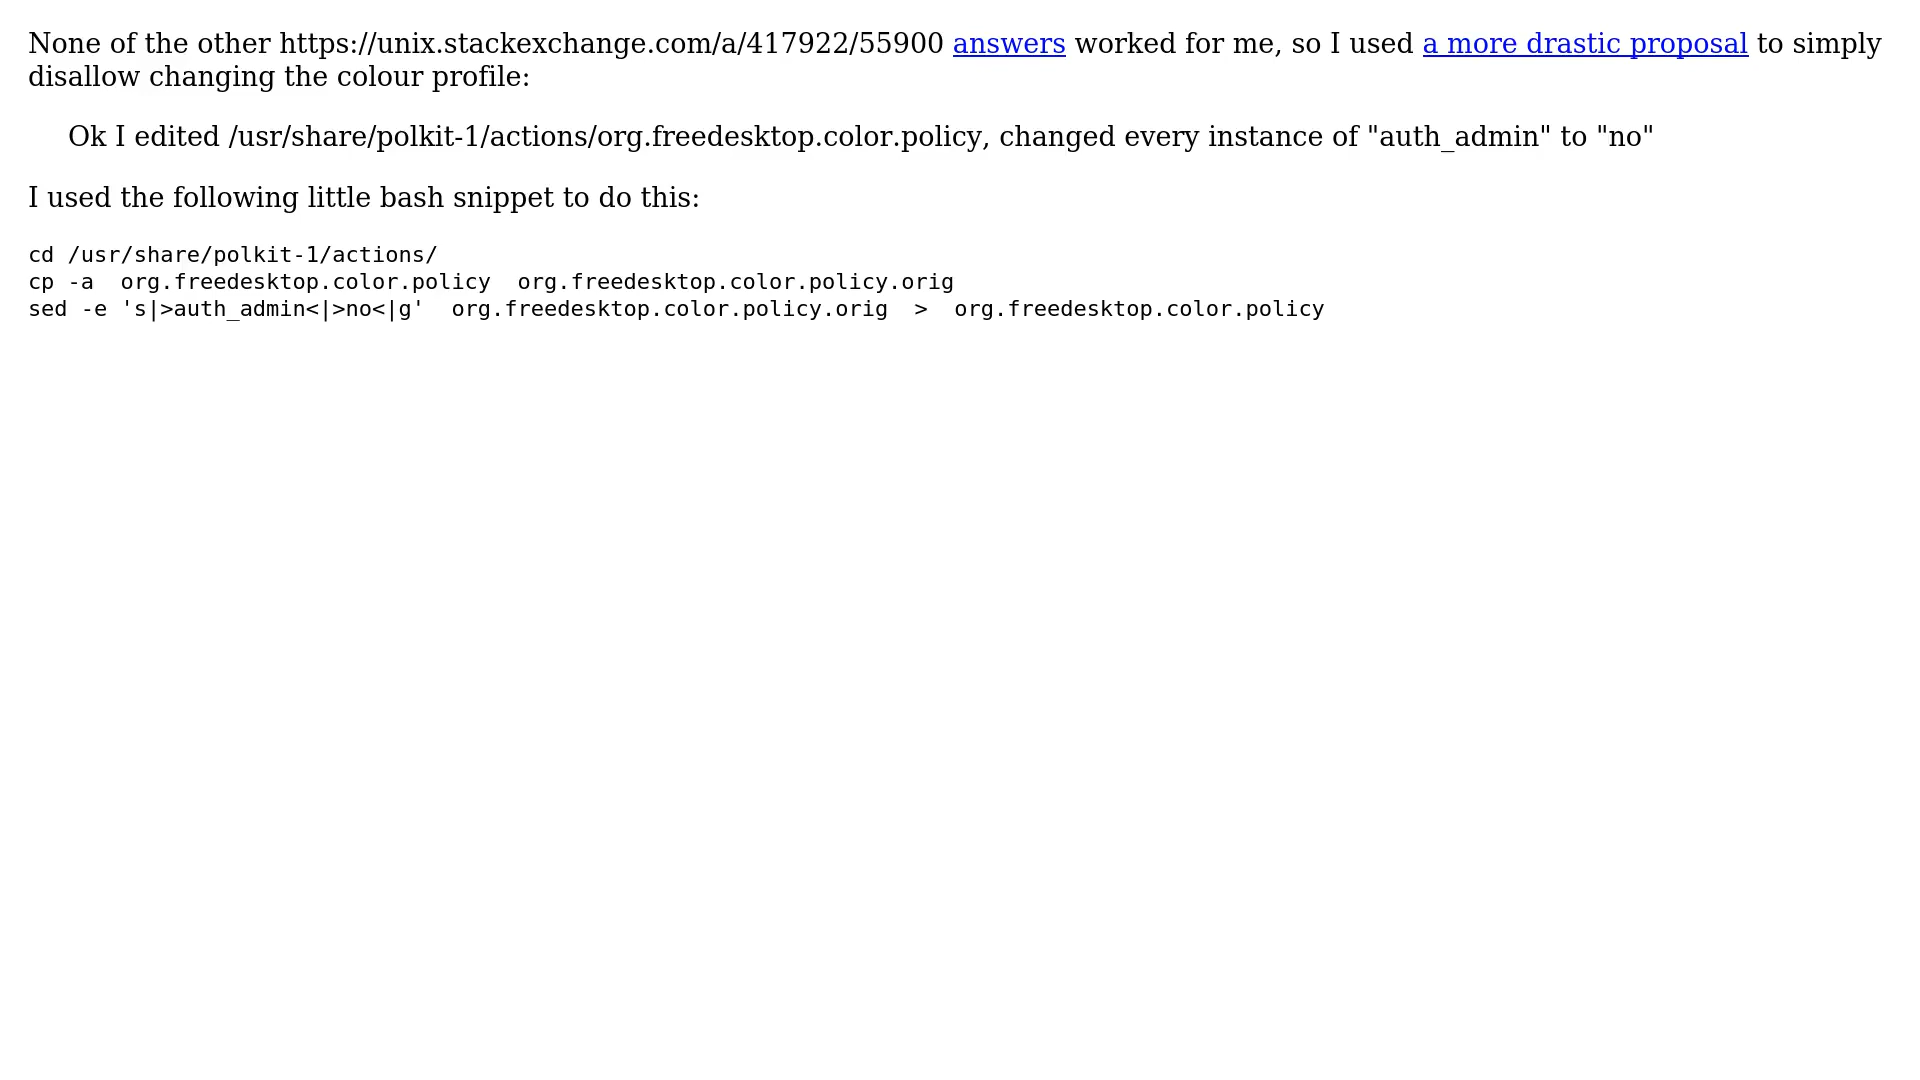 None of the other https://unix.stackexchange.com/a/417922/55900 answers worked for me, so I used a more drastic proposal to simply
disallow changing the colour profile:
Ok I edited /usr/share/polkit-1/actions/org.freedesktop.color.policy, changed every instance of "auth_admin" to "no"
I used the following little bash snippet to do this:
cd /usr/share/polkit-1/actions/
cp -a  org.freedesktop.color.policy  org.freedesktop.color.policy.orig
sed -e 's|>auth_admin<|>no<|g'  org.freedesktop.color.policy.orig  >  org.freedesktop.color.policy